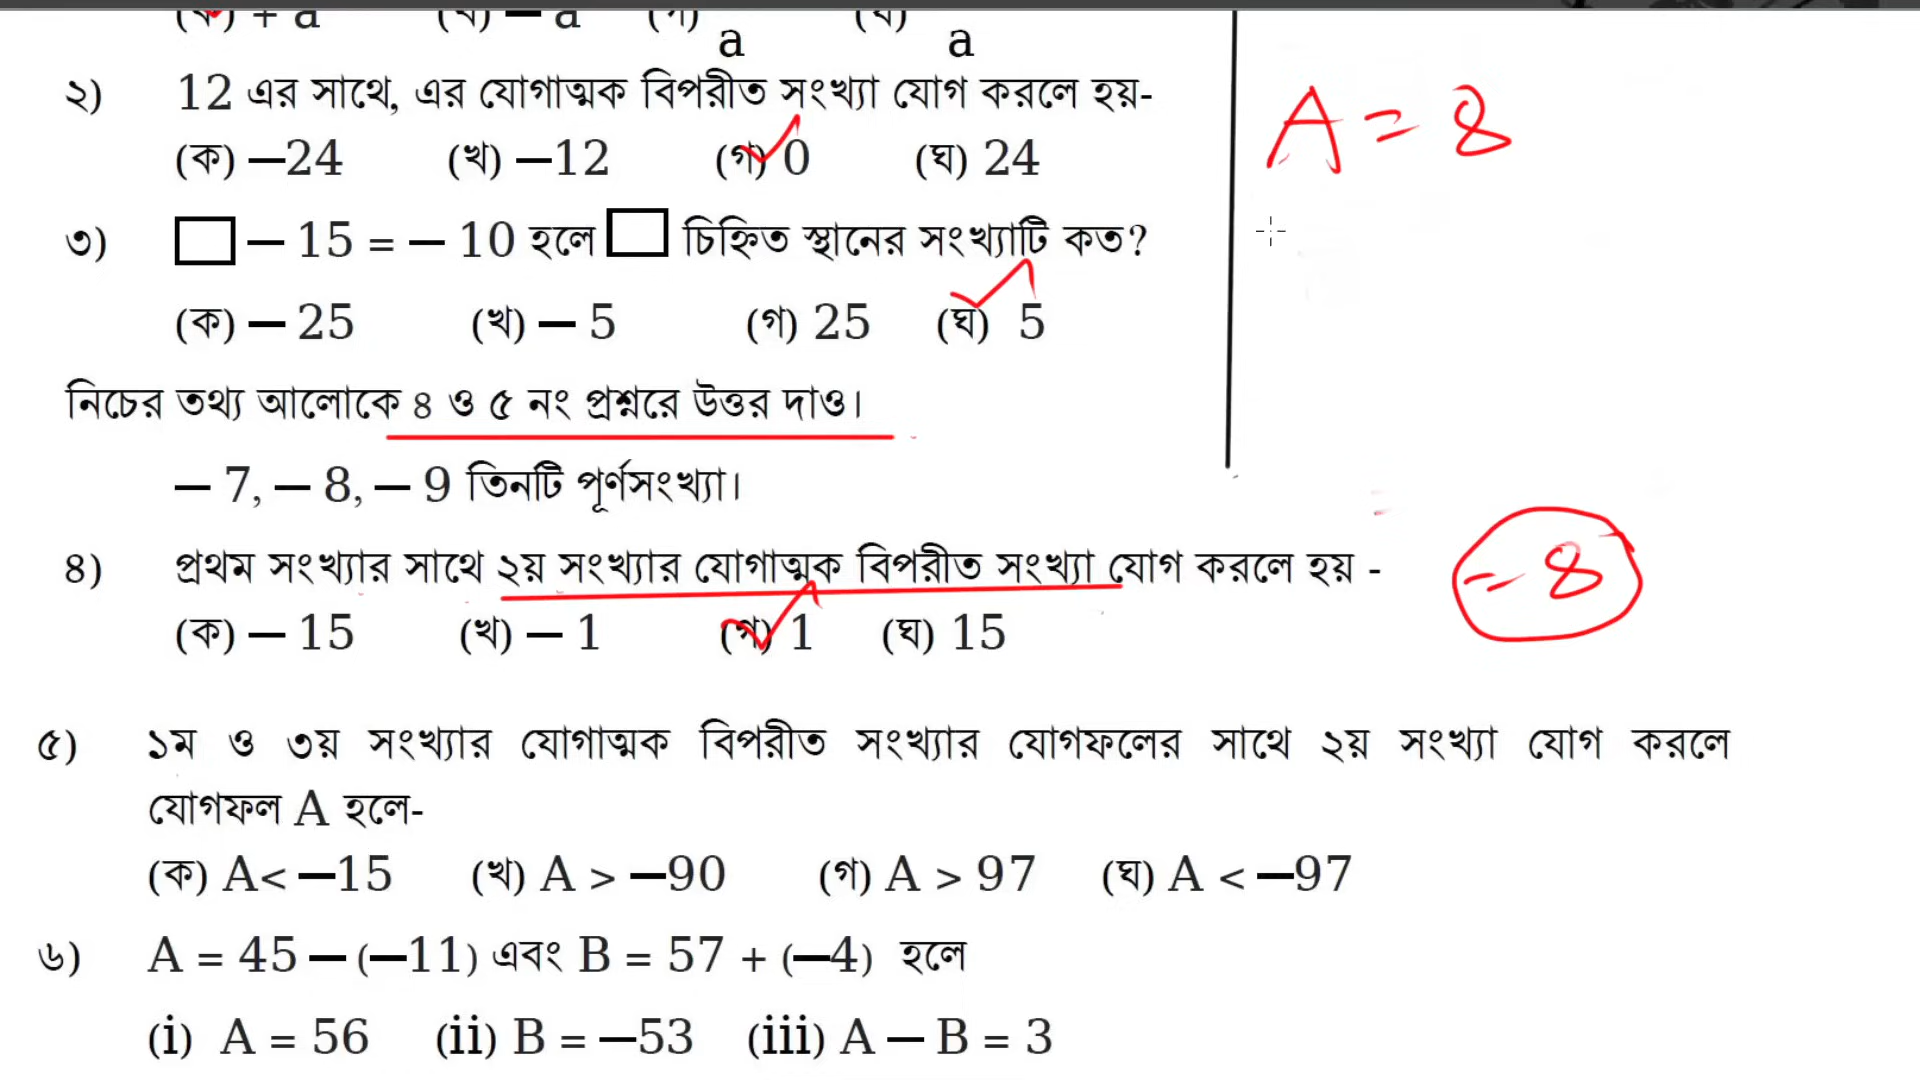 (ক) + a (খ) — a (গ) a (ঘ) a
২) 12 এর সাথে, এর যোগাত্মক বিপরীত সংখ্যা যোগ করলে হয়-
(ক) —24 (খ) —12 (গ) 0 (ঘ) 24
A = 8
৩) □ — 15 = — 10 হলে □ চিহ্নিত স্থানের সংখ্যাটি কত?
(ক) — 25 (খ) — 5 (গ) 25 (ঘ) 5
নিচের তথ্য আলোকে ৪ ও ৫ নং প্রশ্নরে উত্তর দাও।
— 7, — 8, — 9 তিনটি পূর্ণসংখ্যা।
৪) প্রথম সংখ্যার সাথে ২য় সংখ্যার যোগাত্মক বিপরীত সংখ্যা যোগ করলে হয় -
= 8
(ক) — 15 (খ) — 1 (গ) 1 (ঘ) 15
৫) ১ম ও ৩য় সংখ্যার যোগাত্মক বিপরীত সংখ্যার যোগফলের সাথে ২য় সংখ্যা যোগ করলে
যোগফল A হলে-
(ক) A< —15 (খ) A > —90 (গ) A > 97 (ঘ) A < —97
৬) A = 45 — (—11) এবং B = 57 + (—4) হলে
(i) A = 56 (ii) B = —53 (iii) A — B = 3